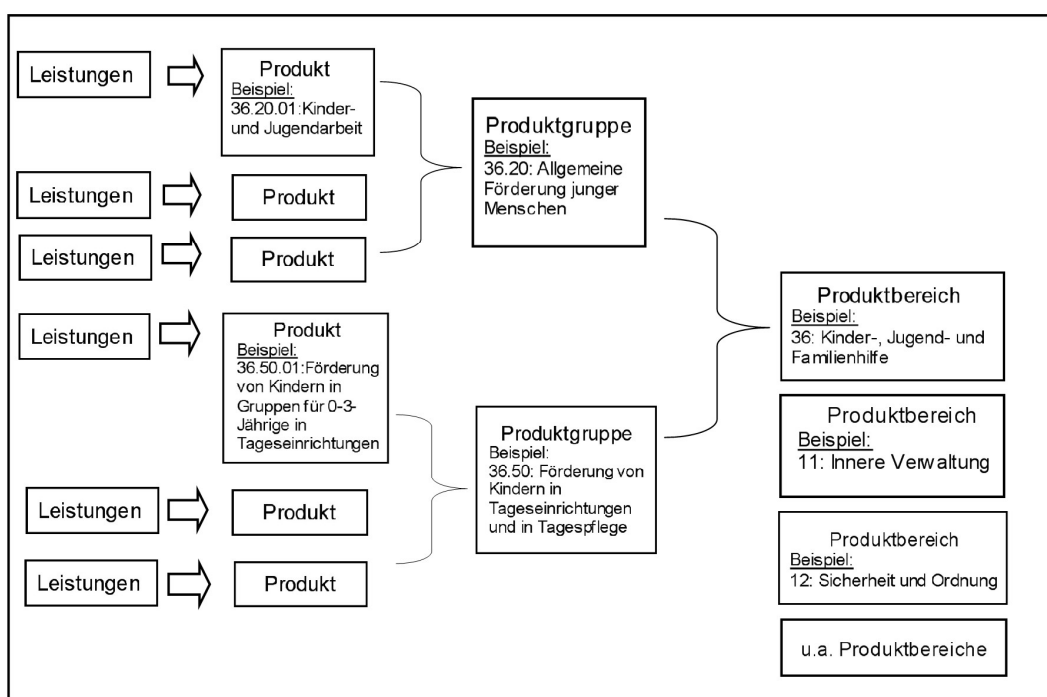 Leistungen
Produkt
Beispiel:
36.20.01:Kinder-
und Jugendarbeit
Leistungen
Produkt
Leistungen
Produkt
Produktgruppe
Beispiel:
36.20: Allgemeine
Förderung junger
Menschen
Leistungen
Produkt
Beispiel:
36.50.01:Förderung
von Kindern in
Gruppen für 0-3-
Jährige in
Tageseinrichtungen
Leistungen
Produkt
Leistungen
Produkt
Produktgruppe
Beispiel:
36.50: Förderung von
Kindern in
Tageseinrichtungen
und in Tagespflege
Produktbereich
Beispiel:
36: Kinder-, Jugend- und
Familienhilfe
Produktbereich
Beispiel:
11: Innere Verwaltung
Produktbereich
Beispiel:
12: Sicherheit und Ordnung
u.a. Produktbereiche